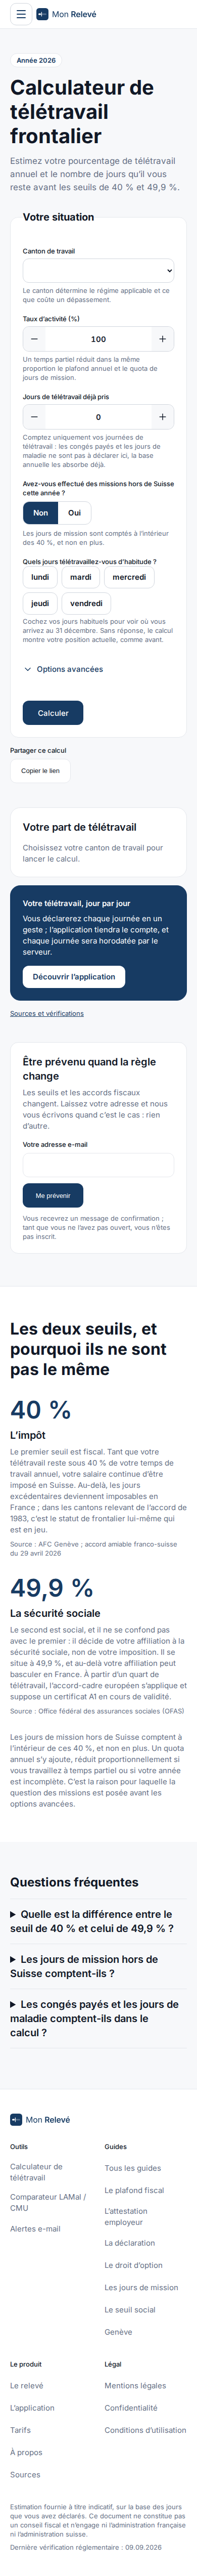 Mon Relevé
Année 2026
Calculateur de
télétravail
frontalier
Estimez votre pourcentage de télétravail
annuel et le nombre de jours qu'il vous
reste avant les seuils de 40 % et 49,9 %.
Votre situation
Canton de travail
Le canton détermine le régime applicable et ce
que coûte un dépassement.
Taux d'activité (%)
− 100 +
Un temps partiel réduit dans la même
proportion le plafond annuel et le quota de
jours de mission.
Jours de télétravail déjà pris
− 0 +
Comptez uniquement vos journées de
télétravail : les congés payés et les jours de
maladie ne sont pas à déclarer ici, la base
annuelle les absorbe déjà.
Avez-vous effectué des missions hors de Suisse
cette année ?
Non Oui
Les jours de mission sont comptés à l'intérieur
des 40 %, et non en plus.
Quels jours télétravaillez-vous d'habitude ?
lundi mardi mercredi
jeudi vendredi
Cochez vos jours habituels pour voir où vous
arrivez au 31 décembre. Sans réponse, le calcul
montre votre position actuelle, comme avant.
Options avancées
Calculer
Partager ce calcul
Copier le lien
Votre part de télétravail
Choisissez votre canton de travail pour
lancer le calcul.
Votre télétravail, jour par jour
Vous déclarerez chaque journée en un
geste ; l'application tiendra le compte, et
chaque journée sera horodatée par le
serveur.
Découvrir l'application
Sources et vérifications
Être prévenu quand la règle
change
Les seuils et les accords fiscaux
changent. Laissez votre adresse et nous
vous écrivons quand c'est le cas : rien
d'autre.
Votre adresse e-mail
Me prévenir
Vous recevrez un message de confirmation ;
tant que vous ne l'avez pas ouvert, vous n'êtes
pas inscrit.
Les deux seuils, et
pourquoi ils ne sont
pas le même
40 %
L'impôt
Le premier seuil est fiscal. Tant que votre
télétravail reste sous 40 % de votre temps de
travail annuel, votre salaire continue d'être
imposé en Suisse. Au-delà, les jours
excédentaires deviennent imposables en
France ; dans les cantons relevant de l'accord de
1983, c'est le statut de frontalier lui-même qui
est en jeu.
Source : AFC Genève ; accord amiable franco-suisse
du 29 avril 2026
49,9 %
La sécurité sociale
Le second est social, et il ne se confond pas
avec le premier : il décide de votre affiliation à la
sécurité sociale, non de votre imposition. Il se
situe à 49,9 %, et au-delà votre affiliation peut
basculer en France. À partir d'un quart de
télétravail, l'accord-cadre européen s'applique et
suppose un certificat A1 en cours de validité.
Source : Office fédéral des assurances sociales (OFAS)
Les jours de mission hors de Suisse comptent à
l'intérieur de ces 40 %, et non en plus. Un quota
annuel s'y ajoute, réduit proportionnellement si
vous travaillez à temps partiel ou si votre année
est incomplète. C'est la raison pour laquelle la
question des missions est posée avant les
options avancées.
Questions fréquentes
Quelle est la différence entre le
seuil de 40 % et celui de 49,9 % ?
Les jours de mission hors de
Suisse comptent-ils ?
Les congés payés et les jours de
maladie comptent-ils dans le
calcul ?
Mon Relevé
Outils
Calculateur de
télétravail
Comparateur LAMal /
CMU
Alertes e-mail
Guides
Tous les guides
Le plafond fiscal
L'attestation
employeur
La déclaration
Le droit d'option
Les jours de mission
Le seuil social
Genève
Le produit
Le relevé
L'application
Tarifs
À propos
Sources
Légal
Mentions légales
Confidentialité
Conditions d'utilisation
Estimation fournie à titre indicatif, sur la base des jours
que vous avez déclarés. Ce document ne constitue pas
un conseil fiscal et n'engage ni l'administration française
ni l'administration suisse.
Dernière vérification réglementaire : 09.09.2026